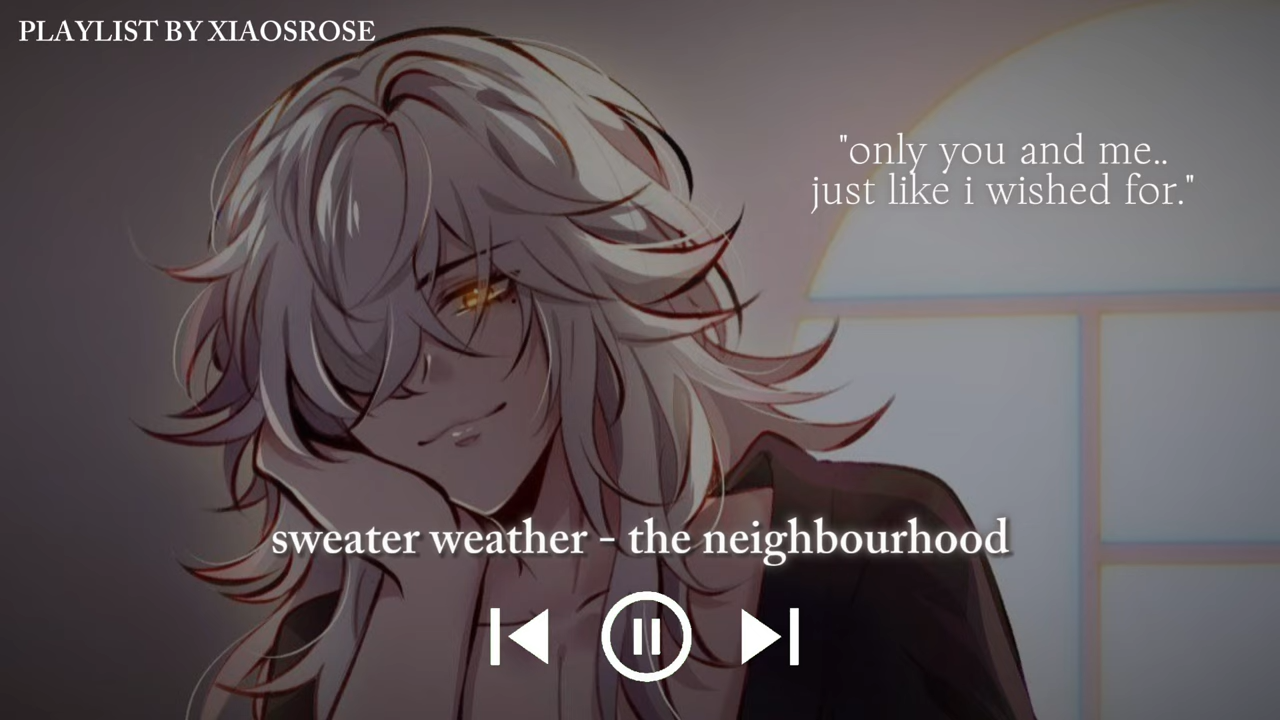 PLAYLIST BY XIAOSROSE
"only you and me..
just like i wished for."
sweater weather - the neighbourhood